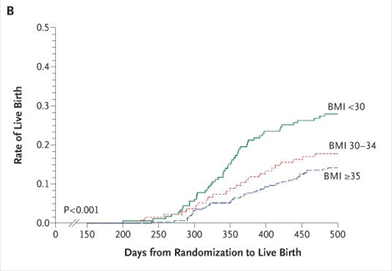 B
0.5
0.4
0.3
0.2
0.1
0.0
Rate of Live Birth
BMI <30
BMI 30–34
BMI ≥35
P<0.001
0 150 200 250 300 350 400 450 500
Days from Randomization to Live Birth